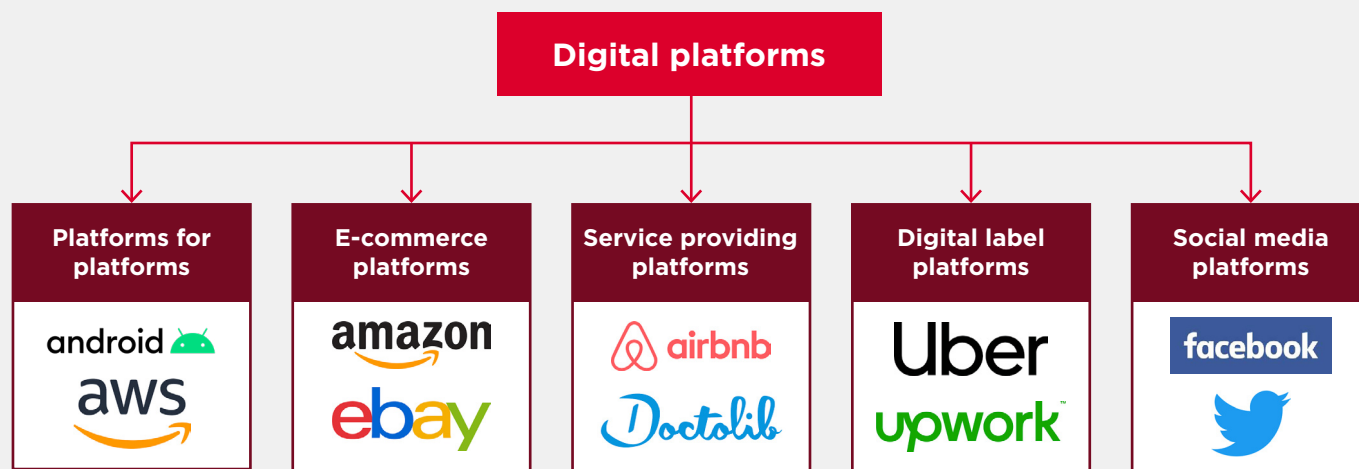 Digital platforms
Platforms for
platforms
android
aws
E-commerce
platforms
amazon
ebay
Service providing
platforms
airbnb
Doctolib
Digital label
platforms
Uber
upwork™
Social media
platforms
facebook